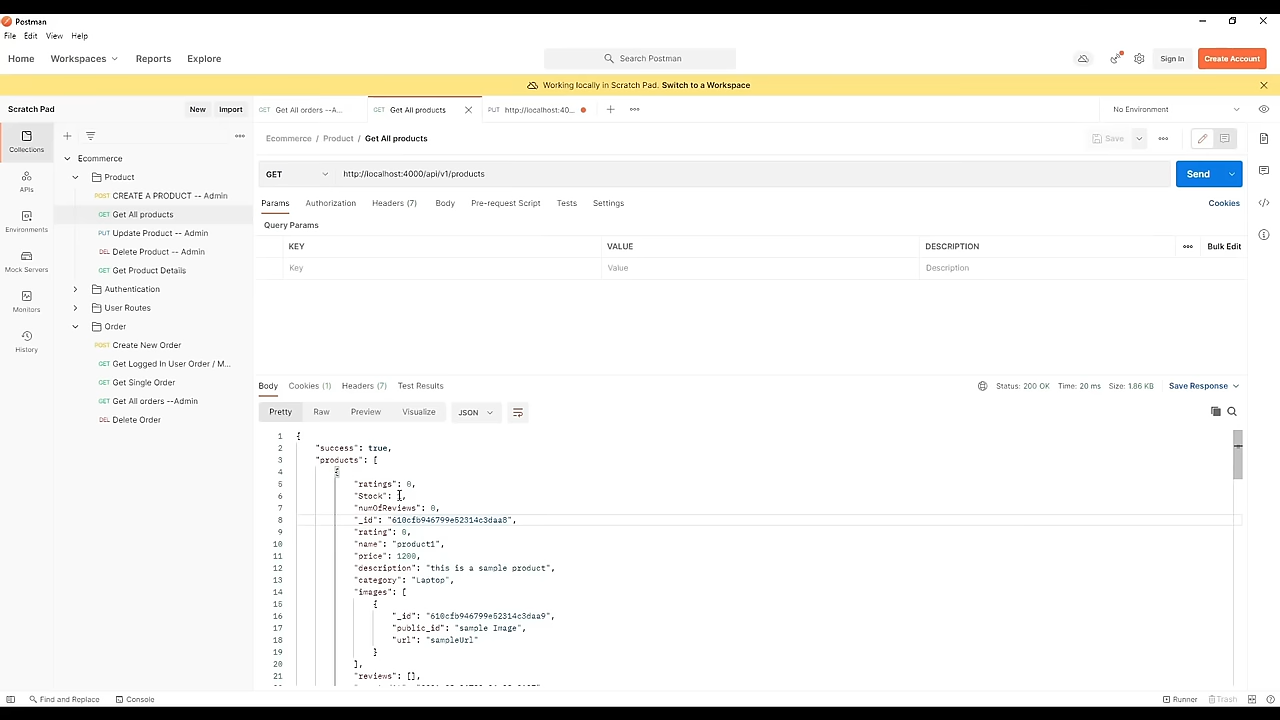 Postman
File Edit View Help
Home Workspaces Reports Explore Search Postman Sign In Create Account
Working locally in Scratch Pad. Switch to a Workspace
Scratch Pad New Import GET Get All orders --A... GET Get All products PUT http://localhost:40... No Environment
Collections
APIs
Environments
Mock Servers
Monitors
History
Ecommerce
Product
POST CREATE A PRODUCT -- Admin
GET Get All products
PUT Update Product -- Admin
DEL Delete Product -- Admin
GET Get Product Details
Authentication
User Routes
Order
POST Create New Order
GET Get Logged In User Order / M...
GET Get Single Order
GET Get All orders --Admin
DEL Delete Order
Ecommerce / Product / Get All products Save
GET http://localhost:4000/api/v1/products Send
Params Authorization Headers (7) Body Pre-request Script Tests Settings Cookies
Query Params
KEY VALUE DESCRIPTION Bulk Edit
Key Value Description
Body Cookies (1) Headers (7) Test Results Status: 200 OK Time: 20 ms Size: 1.86 KB Save Response
Pretty Raw Preview Visualize JSON
1 {
2 "success": true,
3 "products": [
4 {
5 "ratings": 0,
6 "Stock": ,
7 "numOfReviews": 0,
8 "_id": "610cfb946799e52314c3daa8",
9 "rating": 0,
10 "name": "product1",
11 "price": 1200,
12 "description": "this is a sample product",
13 "category": "Laptop",
14 "images": [
15 {
16 "_id": "610cfb946799e52314c3daa9",
17 "public_id": "sample Image",
18 "url": "sampleUrl"
19 }
20 ],
21 "reviews": [],
Find and Replace Console Runner Trash